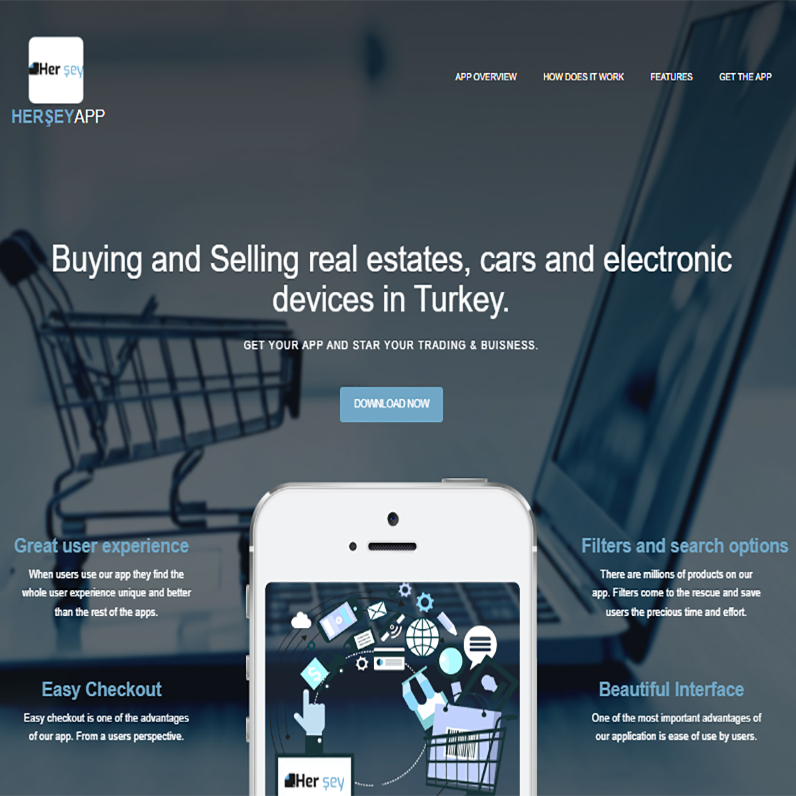 Her şey
HERŞEYAPP
APP OVERVIEW
HOW DOES IT WORK
FEATURES
GET THE APP
Buying and Selling real estates, cars and electronic
devices in Turkey.
GET YOUR APP AND STAR YOUR TRADING & BUISNESS.
DOWNLOAD NOW
Great user experience
When users use our app they find the
whole user experience unique and better
than the rest of the apps.
Easy Checkout
Easy checkout is one of the advantages
of our app. From a users perspective.
Filters and search options
There are millions of products on our
app. Filters come to the rescue and save
users the precious time and effort.
Beautiful Interface
One of the most important advantages of
our application is ease of use by users.
$
Her şey